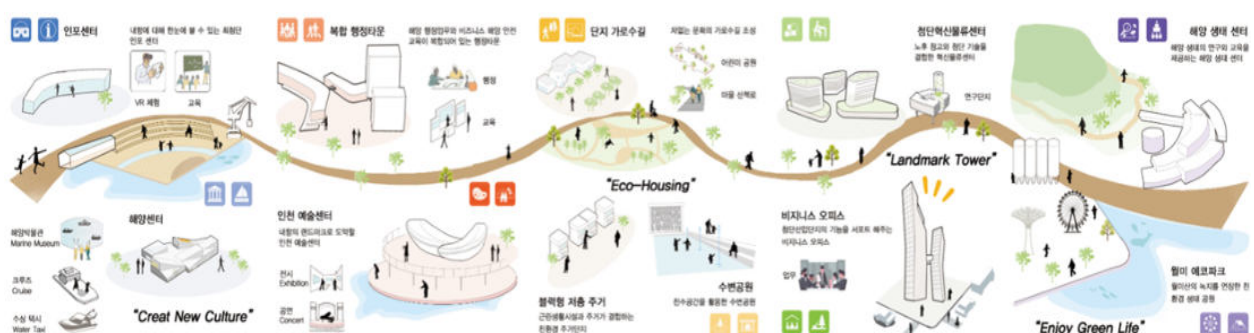 인포센터
내항에 대해 한눈에 볼 수 있는 최첨단
인포 센터
VR 체험
교육
복합 행정타운
해양 행정업무와 비즈니스 해양 안전
교육이 복합되어 있는 행정타운
행정
교육
단지 가로수길
차없는 문화의 가로수길 조성
어린이 공원
마을 산책로
첨단혁신물류센터
노후 창고와 첨단 기술을
결합한 혁신물류센터
연구단지
해양 생태 센터
해양 생태의 연구와 교육을
제공하는 해양 생태 센터
"Eco-Housing"
"Landmark Tower"
해양센터
해양박물관
Marine Museum
크루즈
Cruise
수상 택시
Water Taxi
"Creat New Culture"
인천 예술센터
내항의 랜드마크로 도약할
인천 예술센터
전시
Exhibition
공연
Concert
블럭형 저층 주거
근린생활시설과 주거가 결합하는
친환경 주거단지
수변공원
친수공간을 활용한 수변공원
비지니스 오피스
첨단산업단지의 기능을 서포트 해주는
비지니스 오피스
업무
월미 에코파크
월미산의 녹지를 연장한 친
환경 생태 공원
"Enjoy Green Life"